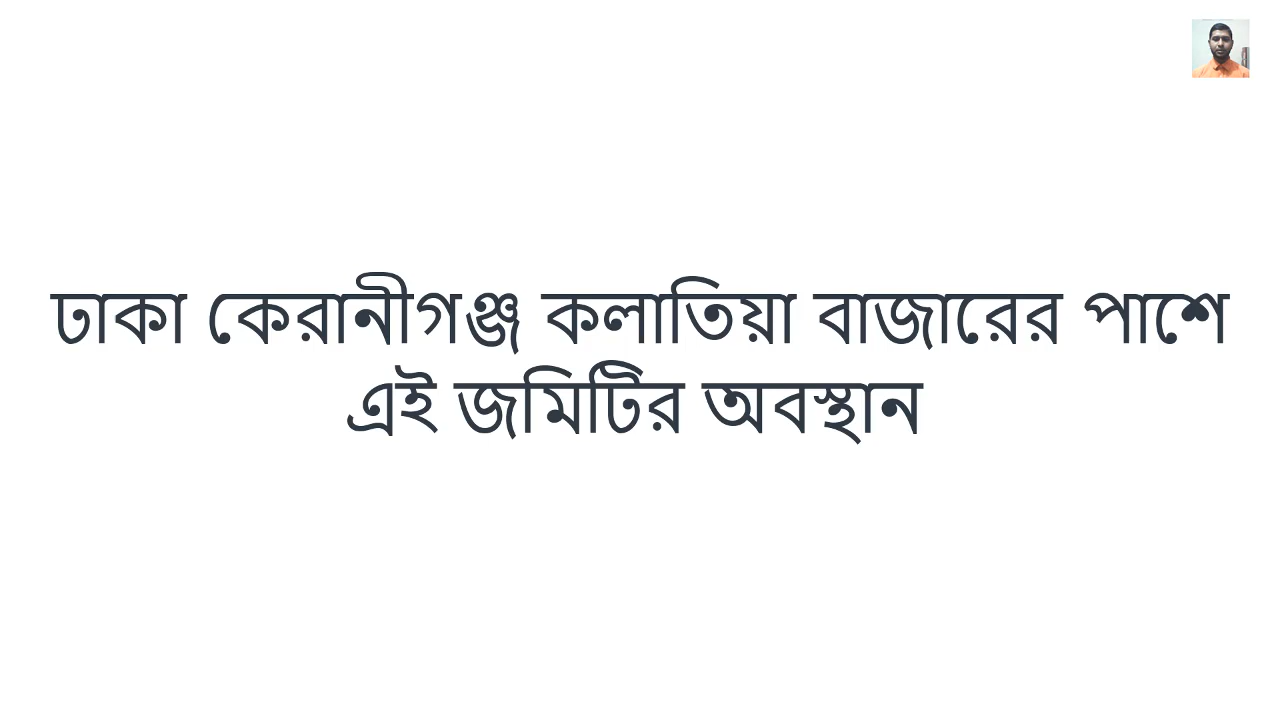 ঢাকা কেরানীগঞ্জ কলাতিয়া বাজারের পাশে
এই জমিটির অবস্থান